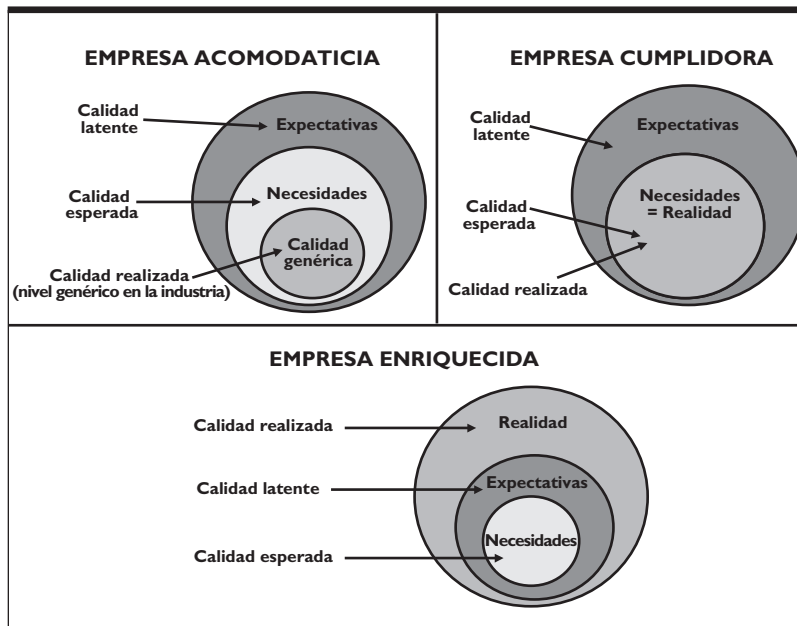 EMPRESA ACOMODATICIA
Calidad
latente
Expectativas
Calidad
esperada
Necesidades
Calidad
genérica
Calidad realizada
(nivel genérico en la industria)
EMPRESA CUMPLIDORA
Calidad
latente
Expectativas
Necesidades
= Realidad
Calidad
esperada
Calidad realizada
EMPRESA ENRIQUECIDA
Calidad realizada
Realidad
Calidad latente
Expectativas
Necesidades
Calidad esperada